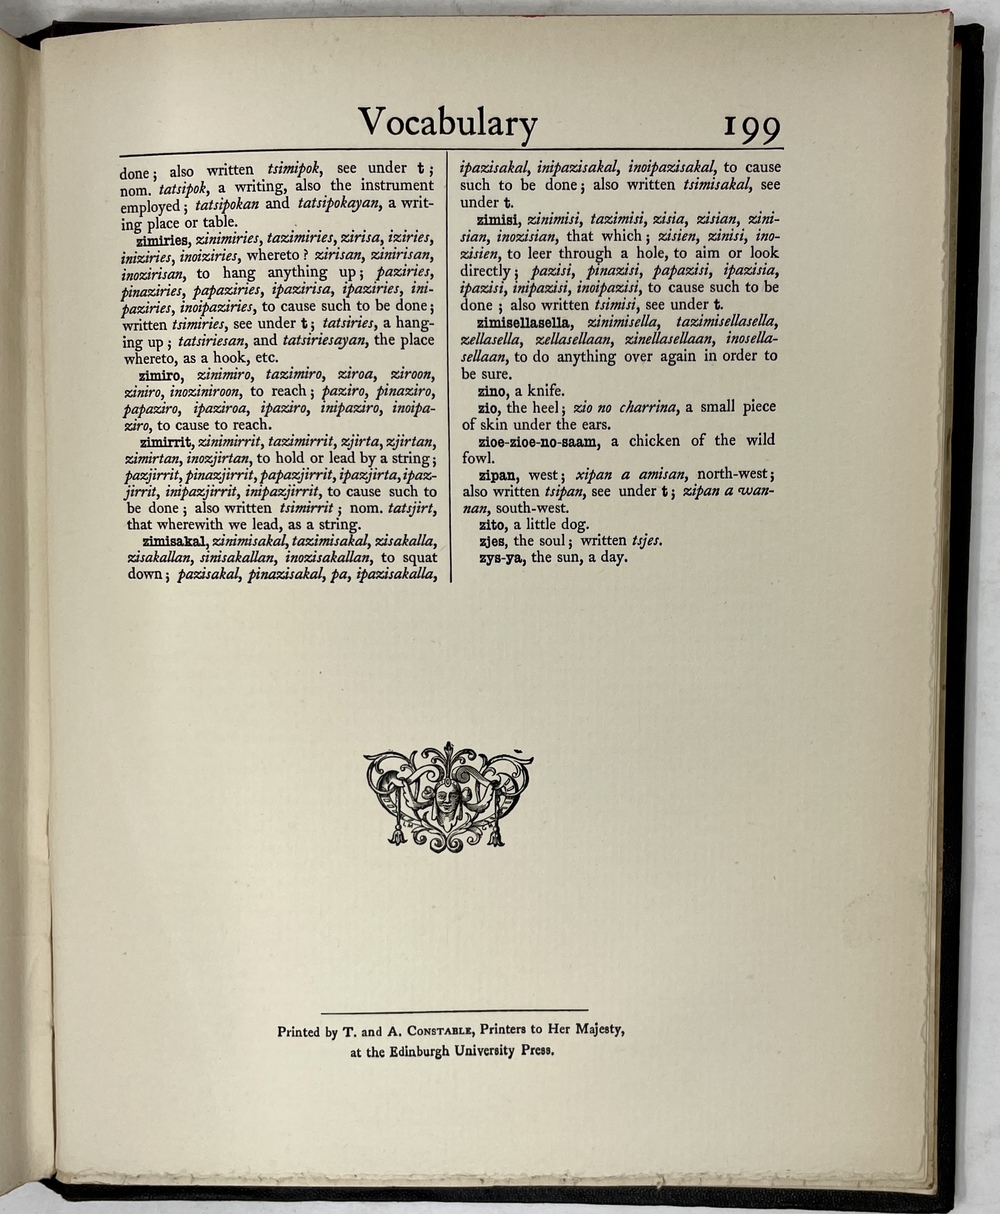 Vocabulary 199
done; also written tsimipok, see under t;
nom. tatsipok, a writing, also the instrument
employed; tatsipokan and tatsipokayan, a writ-
ing place or table.
zimiries, zinimiries, tazimiries, zirisa, iziries,
iniziries, inoiziries, whereto? zirisan, zinirisan,
inozirisan, to hang anything up; paziries,
pinaziries, papaziries, ipazirisa, ipaziries, ini-
paziries, inoipaziries, to cause such to be done;
written tsimiries, see under t; tatsiries, a hang-
ing up; tatsiriesan, and tatsiriesayan, the place
whereto, as a hook, etc.
zimiro, zinimiro, tazimiro, ziroa, ziroon,
ziniro, inoziniroon, to reach; paziro, pinaziro,
papaziro, ipaziroa, ipaziro, inipaziro, inoipa-
ziro, to cause to reach.
zimirrit, zinimirrit, tazimirrit, zjirta, zjirtan,
zimirtan, inozjirtan, to hold or lead by a string;
pazjirrit, pinazjirrit, papazjirrit, ipazjirta, ipaz-
jirrit, inipazjirrit, inipazjirrit, to cause such to
be done; also written tsimirrit; nom. tatsjirt,
that wherewith we lead, as a string.
zimisakal, zinimisakal, tazimisakal, zisakalla,
zisakallan, sinisakallan, inozisakallan, to squat
down; pazisakal, pinazisakal, pa, ipazisakalla,
ipazisakal, inipazisakal, inoipazisakal, to cause
such to be done; also written tsimisakal, see
under t.
zimisi, zinimisi, tazimisi, zisia, zisian, zini-
sian, inozisian, that which; zisien, zinisi, ino-
zisien, to leer through a hole, to aim or look
directly; pazisi, pinazisi, papazisi, ipazisia,
ipazisi, inipazisi, inoipazisi, to cause such to be
done; also written tsimisi, see under t.
zimisellasella, zinimisella, tazimisellasella,
zellasella, zellasellaan, zinellasellaan, inosella-
sellaan, to do anything over again in order to
be sure.
zino, a knife.
zio, the heel; zio no charrina, a small piece
of skin under the ears.
zioe-zioe-no-saam, a chicken of the wild
fowl.
zipan, west; xipan a amisan, north-west;
also written tsipan, see under t; zipan a wan-
nan, south-west.
zito, a little dog.
zjes, the soul; written tsjes.
zys-ya, the sun, a day.
Printed by T. and A. CONSTABLE, Printers to Her Majesty,
at the Edinburgh University Press.